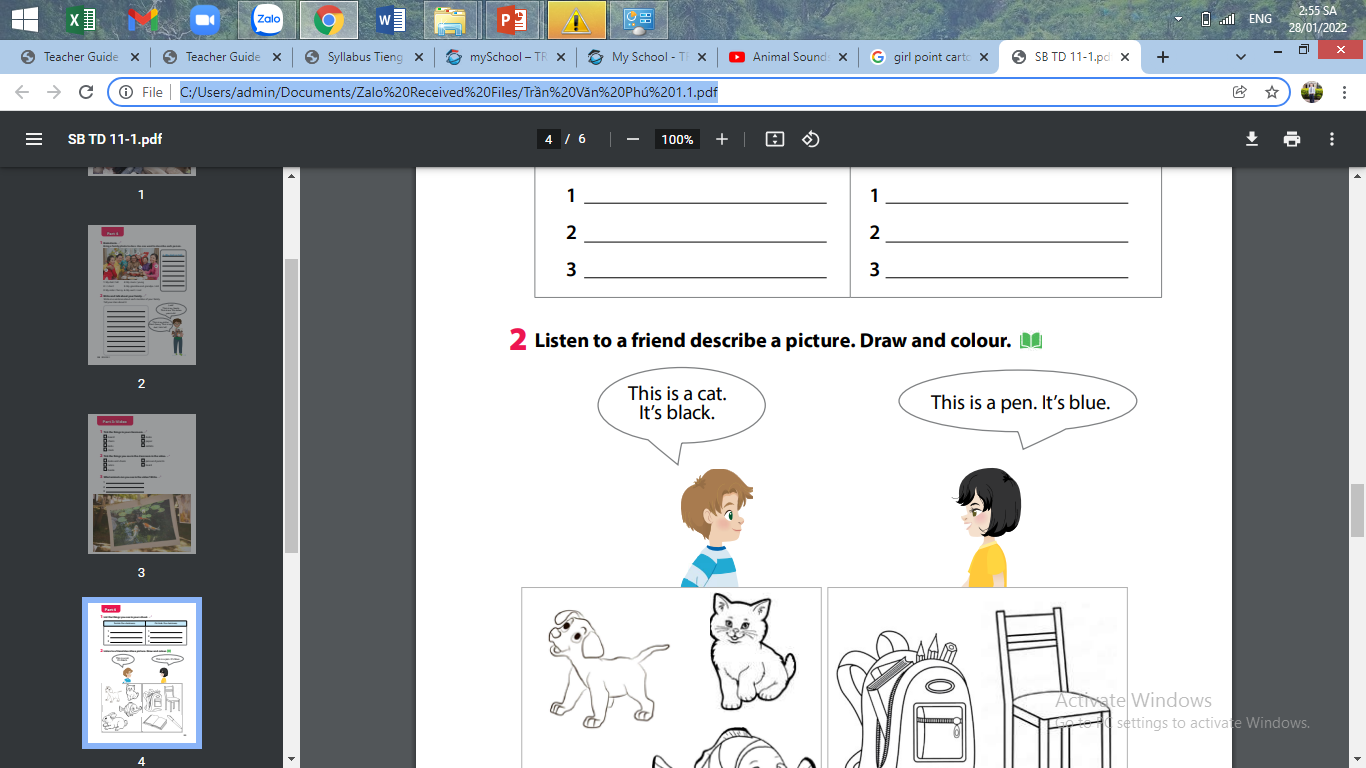 Zalo
ENG
2:55 SA
28/01/2022
Teacher Guide
Teacher Guide
Syllabus Tieng
mySchool – TR
My School - TH
Animal Sounds
girl point carto
SB TD 11-1.pd
File
C:/Users/admin/Documents/Zalo%20Received%20Files/Trần%20Văn%20Phú%201.1.pdf
SB TD 11-1.pdf
4 / 6
100%
1
2
3
4
1
2
3
1
2
3
2 Listen to a friend describe a picture. Draw and colour.
This is a cat.
It's black.
This is a pen. It's blue.
Activate Windows
Go to PC settings to activate Windows.